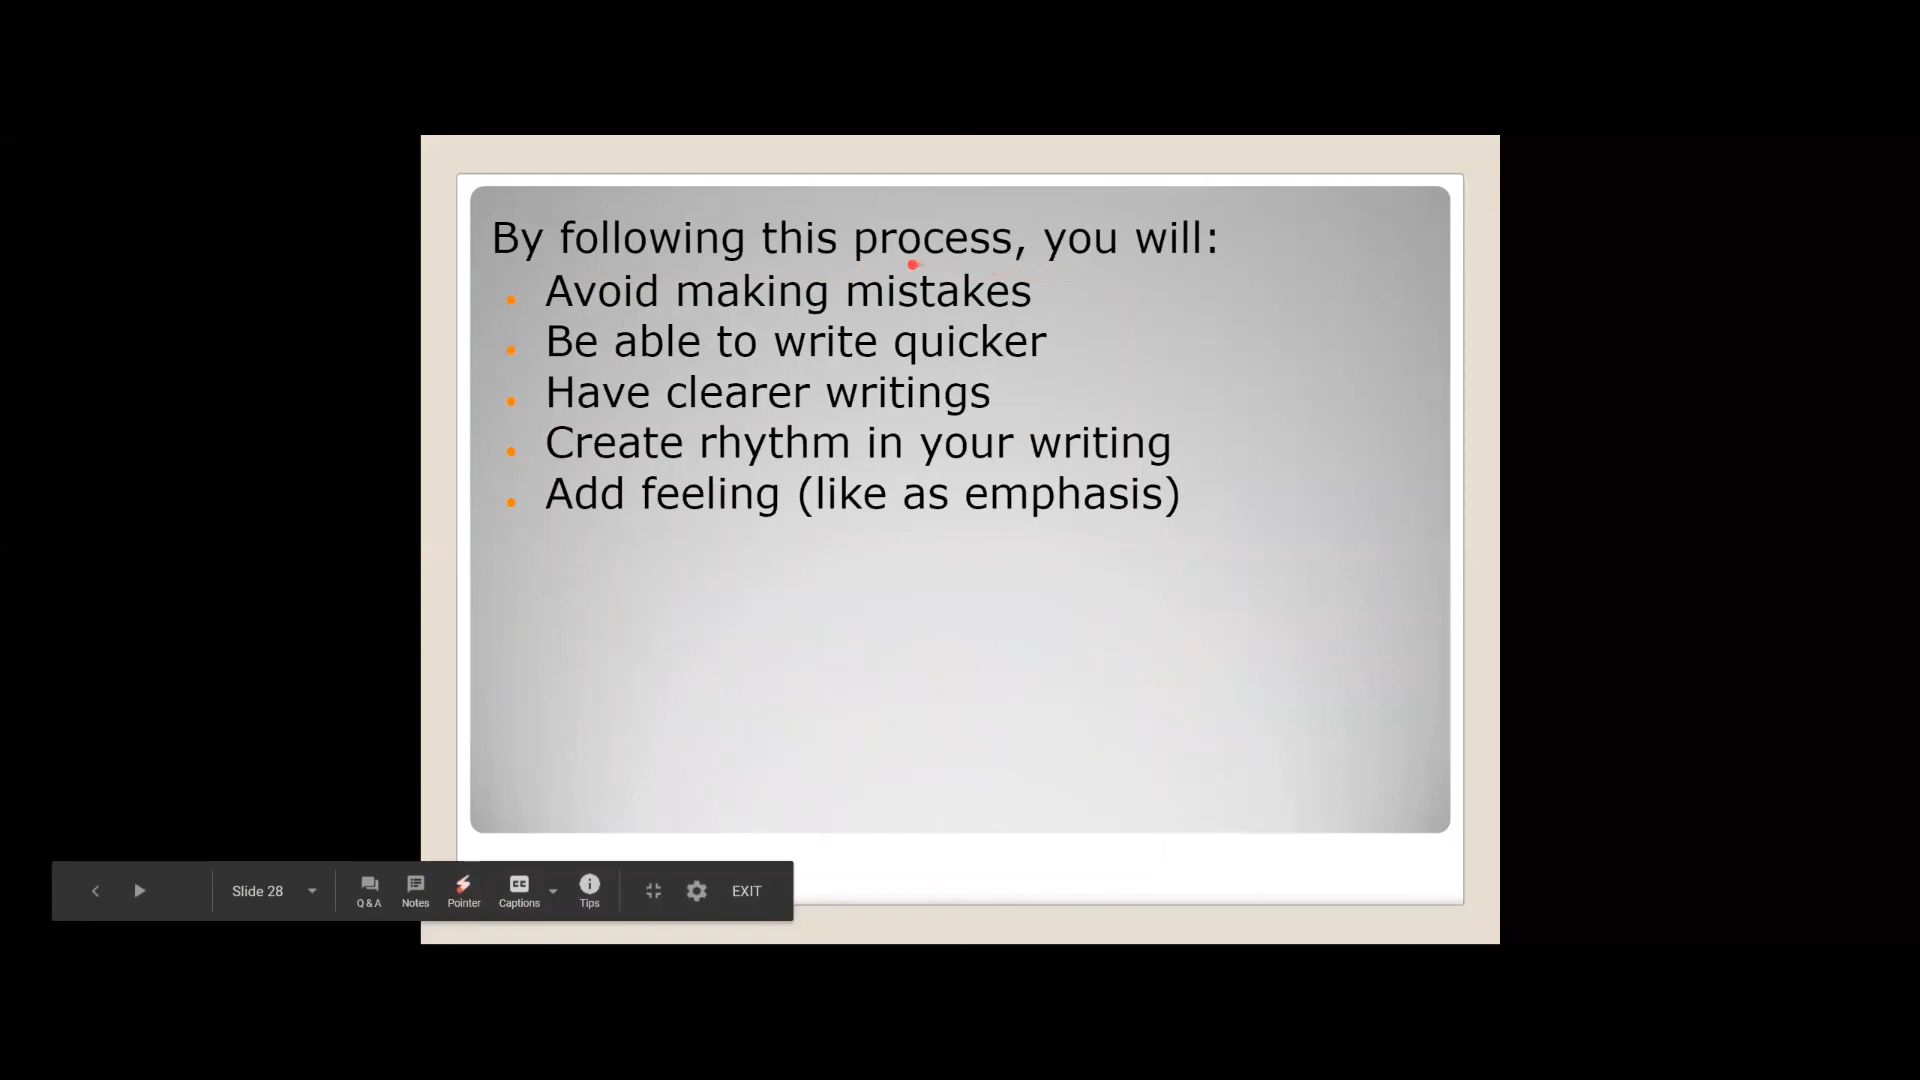 By following this process, you will:
Avoid making mistakes
Be able to write quicker
Have clearer writings
Create rhythm in your writing
Add feeling (like as emphasis)
Slide 28
Q & A
Notes
Pointer
Captions
Tips
EXIT